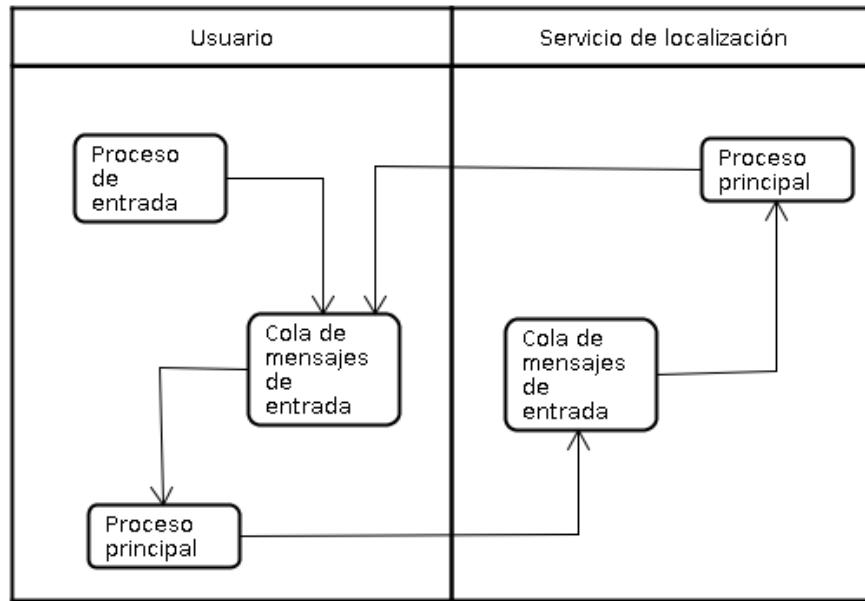 Usuario
Servicio de localización
Proceso
de
entrada
Proceso
principal
Cola de
mensajes
de
entrada
Cola de
mensajes
de
entrada
Proceso
principal